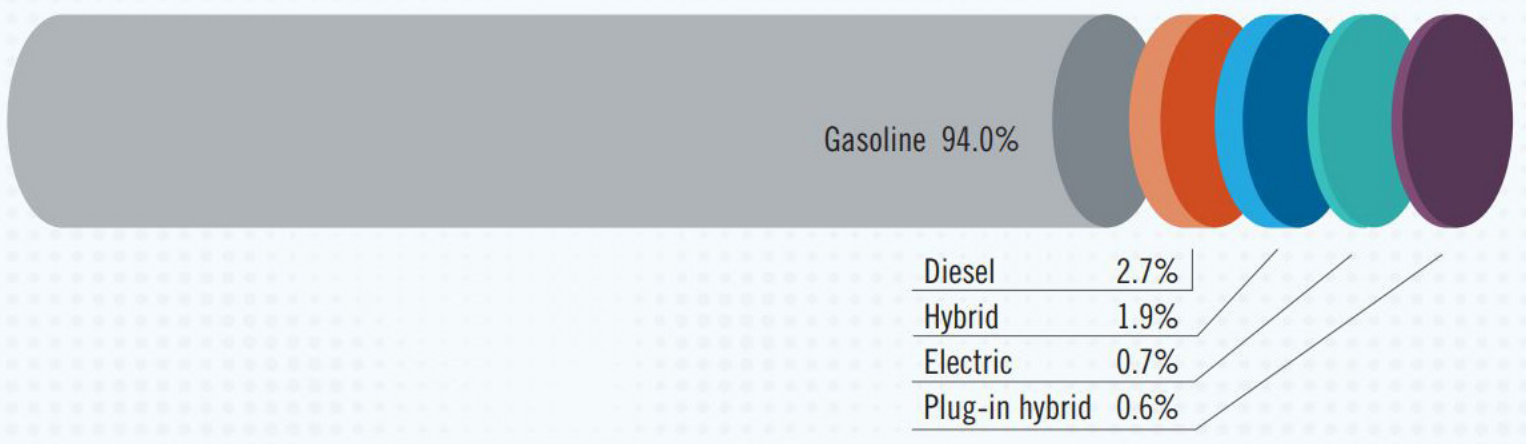 Gasoline 94.0%
Diesel 2.7%
Hybrid 1.9%
Electric 0.7%
Plug-in hybrid 0.6%